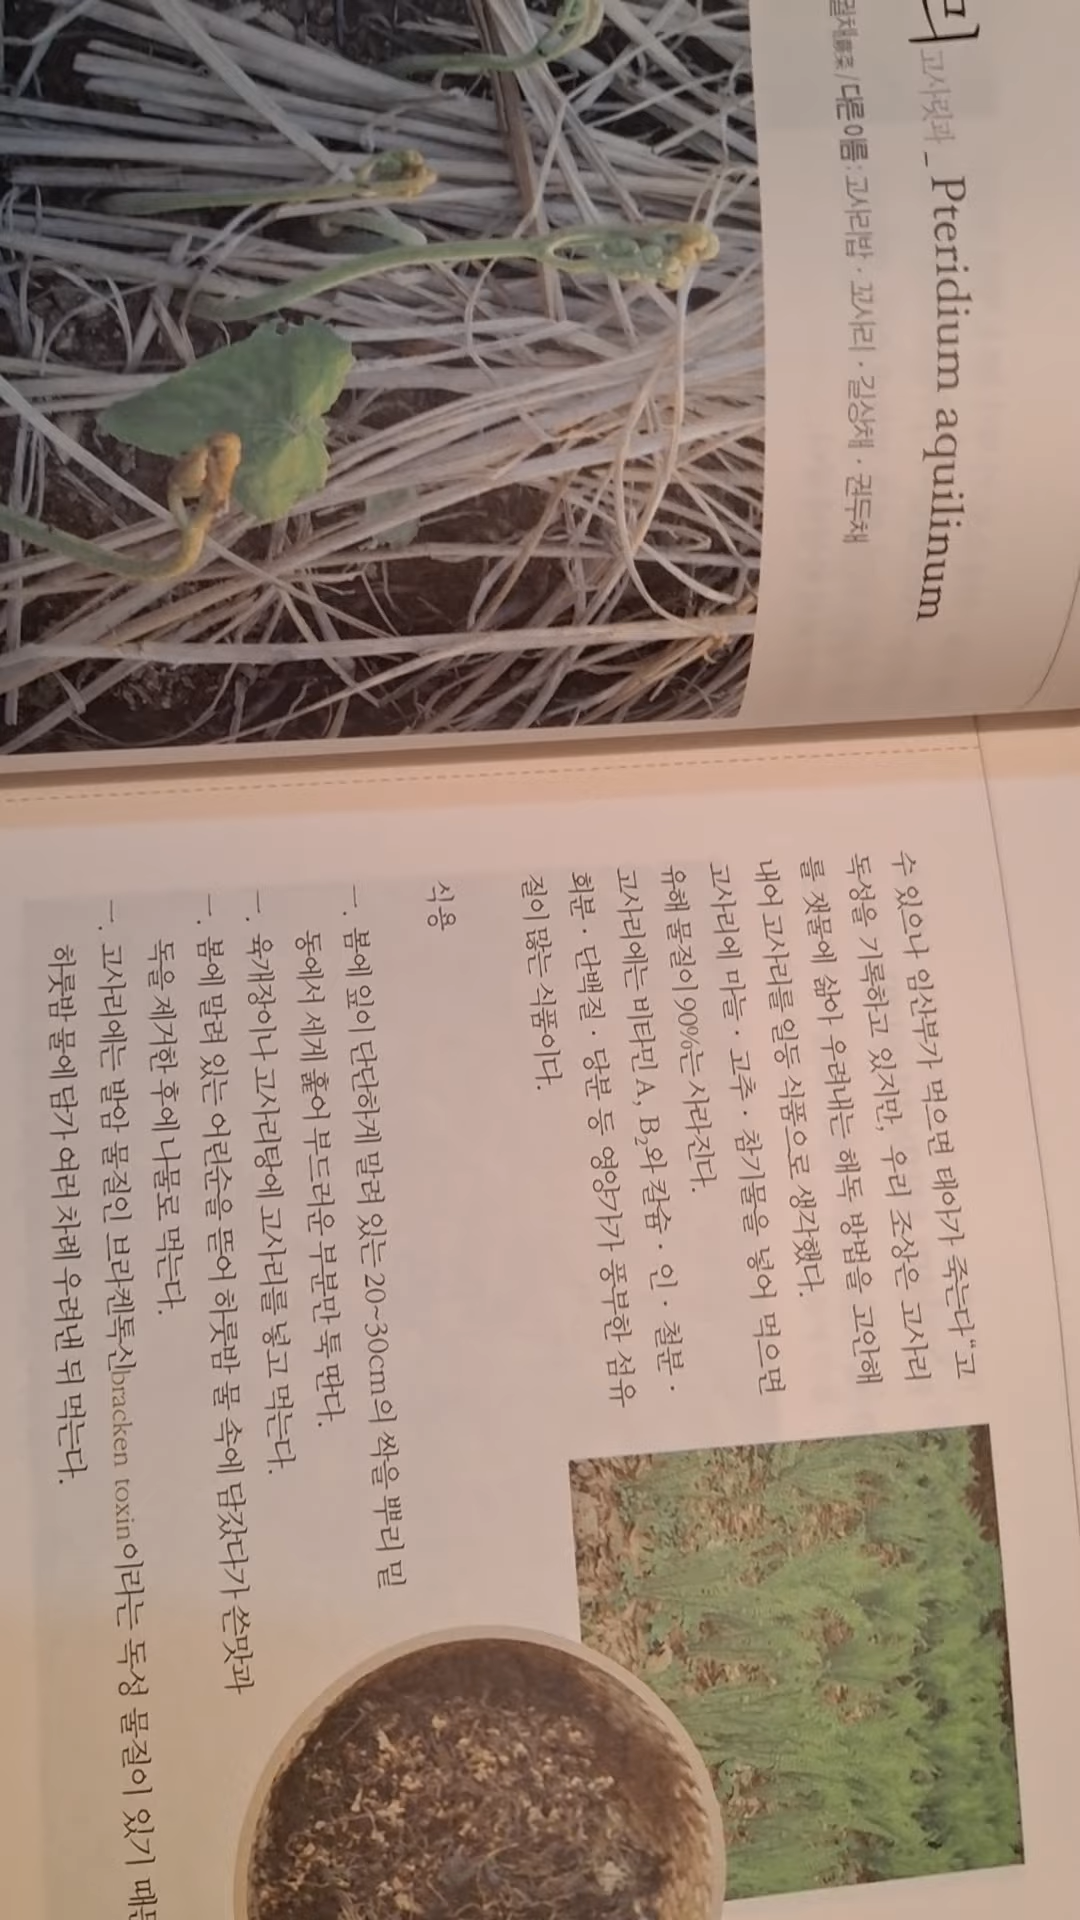 고사릿과 _ Pteridium aquilinum
다른 이름 : 고사리밥 · 꼬사리 · 길상채 · 권두채
수 있으나 임산부가 먹으면 태아가 죽는다“고
독성을 기록하고 있지만, 우리 조상은 고사리
를 잿물에 삶아 우려내는 해독 방법을 고안해
내어 고사리를 일등 식품으로 생각했다.
고사리에 마늘 · 고추 · 참기물을 넣어 먹으면
유해 물질이 90%는 사라진다.
고사리에는 비타민 A, B₂와 칼슘 · 인 · 철분 ·
회분 · 단백질 · 당분 등 영양가가 풍부한 섬유
질이 많은 식품이다.
식용
ㅡ. 봄에 잎이 단단하게 말려 있는 20~30cm의 싹을 뿌리 밑
동에서 세게 훑어 부드러운 부분만 톡 딴다.
ㅡ. 육개장이나 고사리탕에 고사리를 넣고 먹는다.
ㅡ. 봄에 말려 있는 어린순을 뜯어 하룻밤 물 속에 담갔다가 쓴맛과
독을 제거한 후에 나물로 먹는다.
ㅡ. 고사리에는 발암 물질인 브라켄톡신bracken toxin이라는 독성 물질이 있기
하룻밤 물에 담가 여러 차례 우려낸 뒤 먹는다.